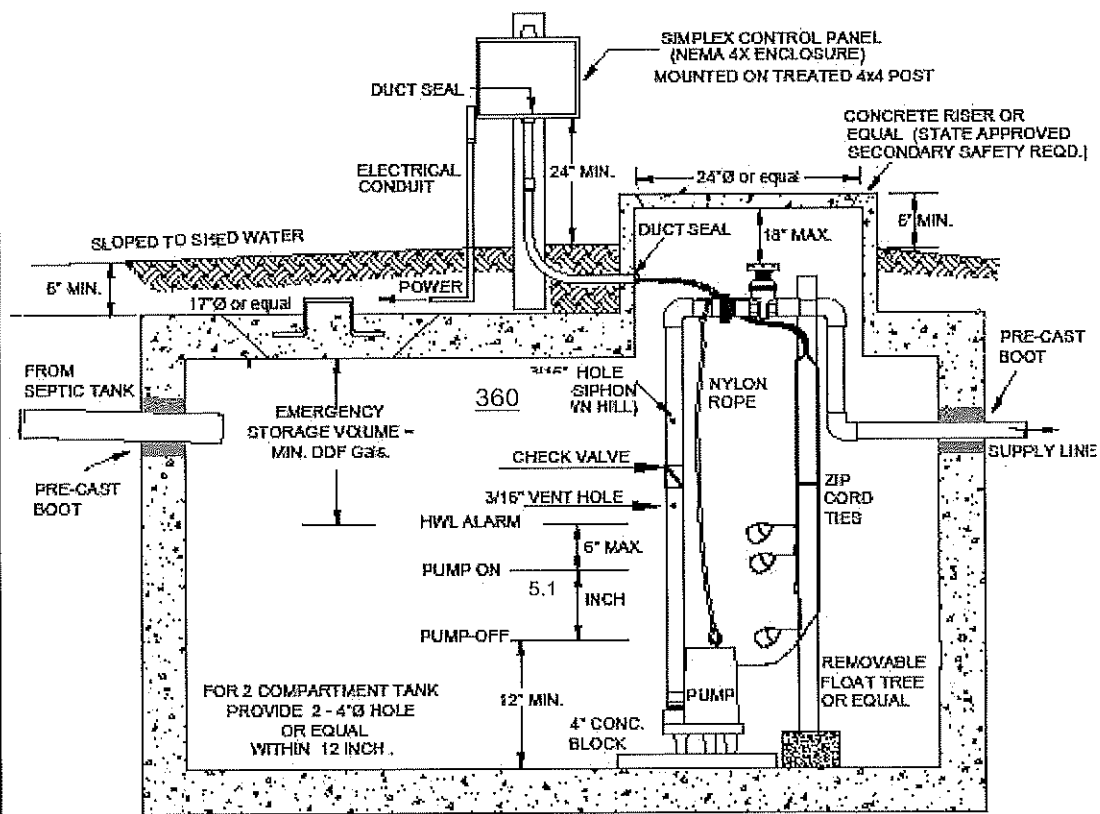 SIMPLEX CONTROL PANEL
(NEMA 4X ENCLOSURE)
MOUNTED ON TREATED 4x4 POST
DUCT SEAL
CONCRETE RISER OR
EQUAL (STATE APPROVED
SECONDARY SAFETY REQD.)
ELECTRICAL
CONDUIT
24" MIN.
24"Ø or equal
6" MIN.
SLOPED TO SHED WATER
DUCT SEAL
18" MAX.
6" MIN.
POWER
17"Ø or equal
PRE-CAST
BOOT
FROM
SEPTIC TANK
EMERGENCY
STORAGE VOLUME =
MIN. DDF Gals.
360
3/16" HOLE
SIPHON
WN HILL)
NYLON
ROPE
SUPPLY LINE
CHECK VALVE
PRE-CAST
BOOT
3/16" VENT HOLE
ZIP
CORD
TIES
HWL ALARM
6" MAX.
PUMP ON
5.1 INCH
PUMP-OFF
12" MIN.
PUMP
REMOVABLE
FLOAT TREE
OR EQUAL
FOR 2 COMPARTMENT TANK
PROVIDE 2 - 4"Ø HOLE
OR EQUAL
WITHIN 12 INCH .
4" CONC.
BLOCK